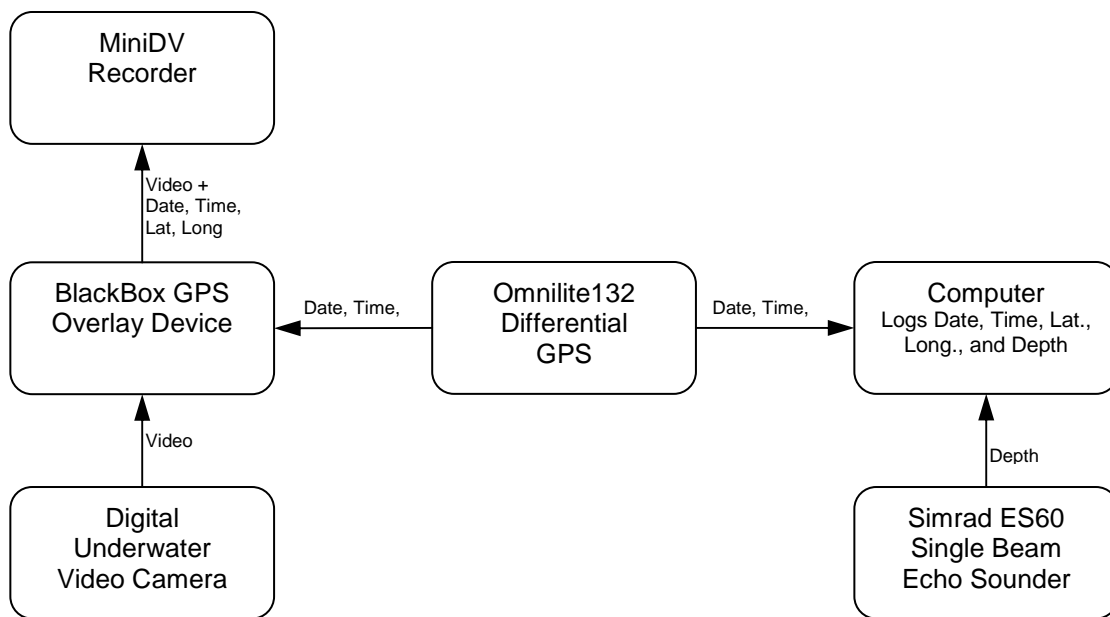 MiniDV
Recorder
Video +
Date, Time,
Lat, Long
BlackBox GPS
Overlay Device
Date, Time,
Omnilite132
Differential
GPS
Date, Time,
Computer
Logs Date, Time, Lat.,
Long., and Depth
Video
Depth
Digital
Underwater
Video Camera
Simrad ES60
Single Beam
Echo Sounder